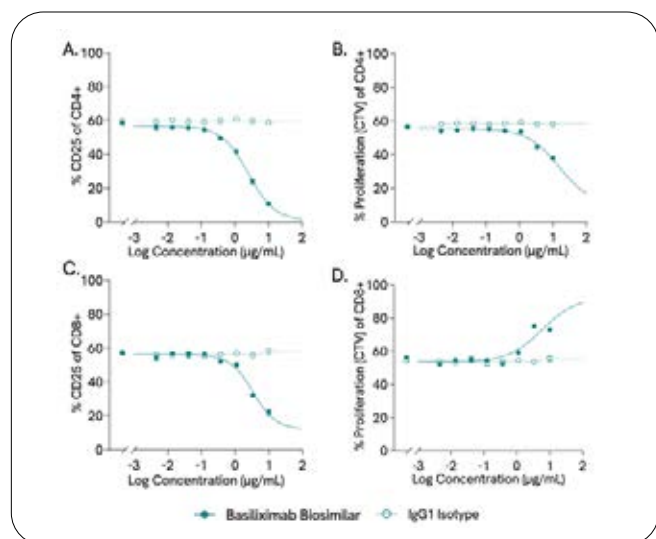 A.
% CD25 of CD4+
100
80
60
40
20
0
-3 -2 -1 0 1 2
Log Concentration (µg/mL)
B.
% Proliferation (CTV) of CD4+
100
80
60
40
20
0
-3 -2 -1 0 1 2
Log Concentration (µg/mL)
C.
% CD25 of CD8+
100
80
60
40
20
0
-3 -2 -1 0 1 2
Log Concentration (µg/mL)
D.
% Proliferation (CTV) of CD8+
100
80
60
40
20
0
-3 -2 -1 0 1 2
Log Concentration (µg/mL)
Basiliximab Biosimilar
IgG1 Isotype